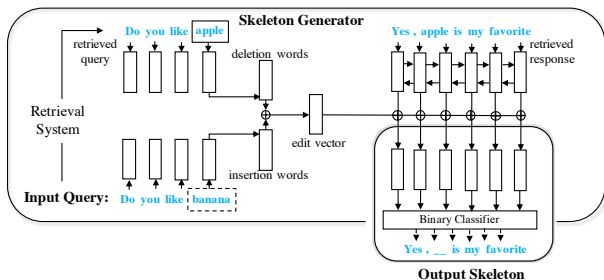 Skeleton Generator
retrieved
query
Do you like apple
deletion words
Yes , apple is my favorite
retrieved
response
Retrieval
System
edit vector
insertion words
Input Query:
Do you like banana
Binary Classifier
Yes , __ is my favorite
Output Skeleton